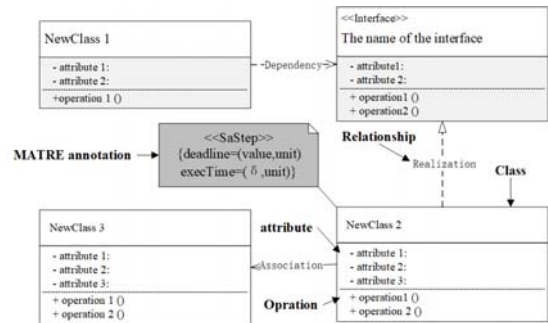 NewClass 1
- attribute 1:
- attribute 2:
+operation 1 ()
-Dependency-
<<Interface>>
The name of the interface
- attribute1:
- attribute 2:
+ operation1 ()
+ operation2 ()
<<SaStep>>
{deadline=(value,unit)
execTime=( δ ,unit)}
MATRE annotation
Relationship
Realization
Class
NewClass 3
- attribute 1:
- attribute 2:
- attribute 3:
+ operation 1 ()
+ operation 2 ()
attribute
Association
Opration
NewClass 2
- attribute 1:
- attribute 2:
- attribute 3:
+ operation1 ()
+ operation 2 ()